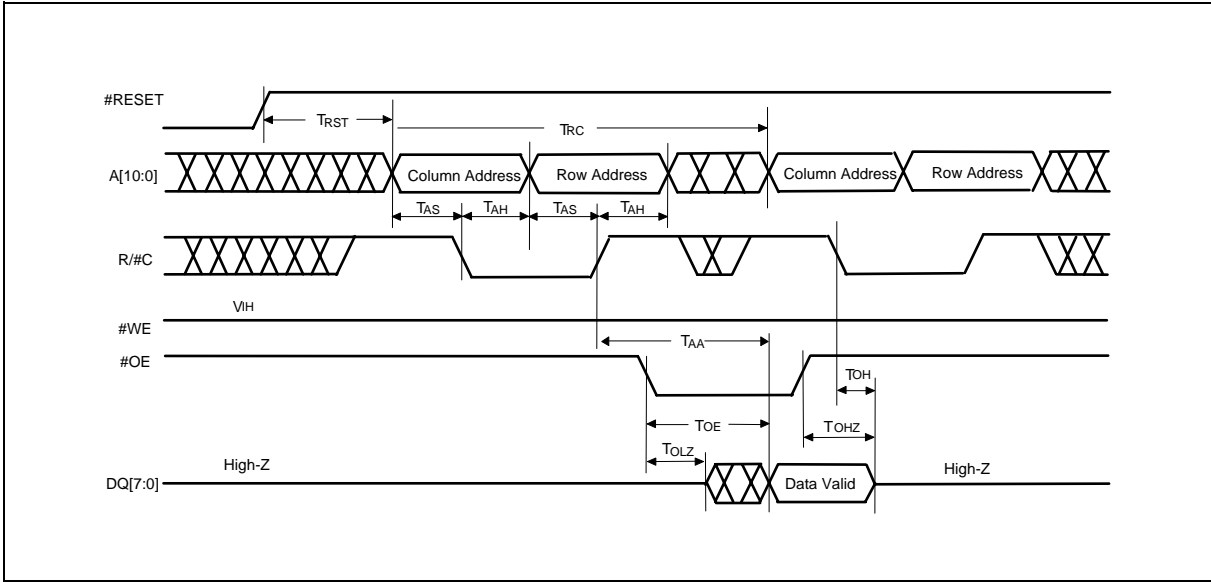 #RESET
TRST
TRC
A[10:0]
Column Address
Row Address
Column Address
Row Address
TAS
TAH
TAS
TAH
R/#C
VIH
#WE
TAA
#OE
TOH
TOE
TOHZ
TOLZ
High-Z
High-Z
DQ[7:0]
Data Valid